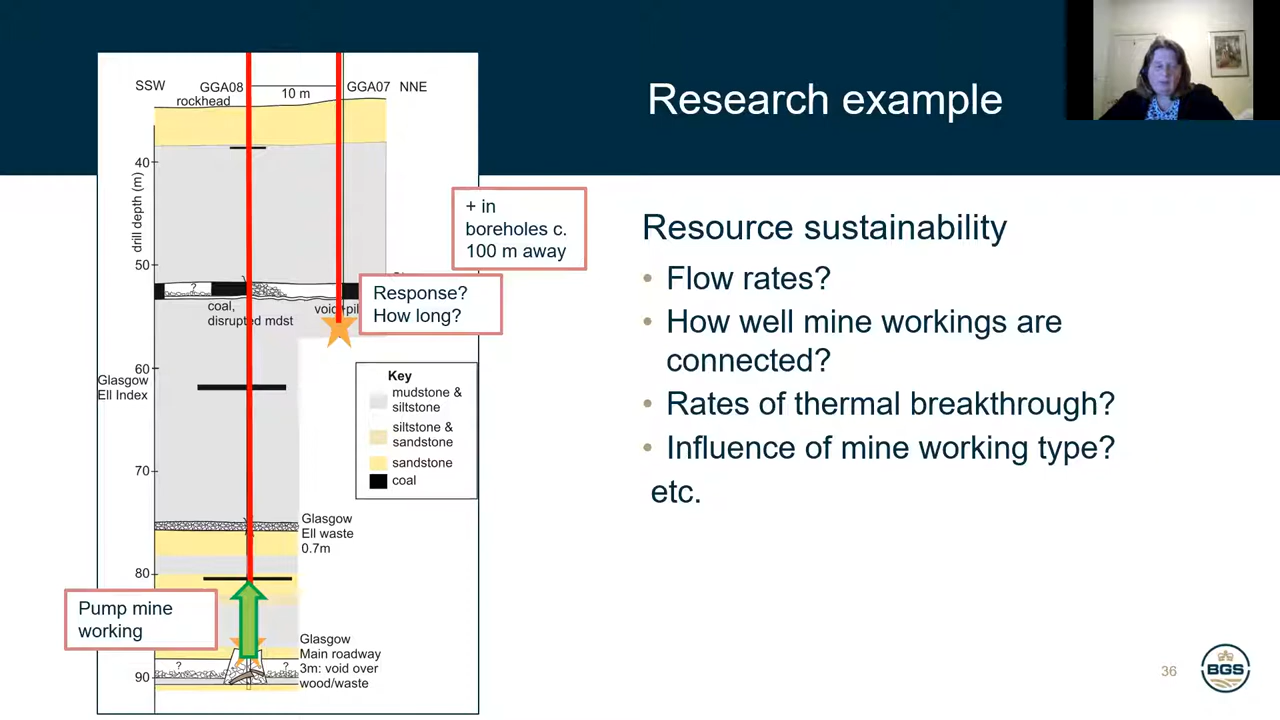 Research example
SSW
GGA08
10 m
GGA07
NNE
rockhead
40
drill depth (m)
50
?
coal,
disrupted mdst
+ in
boreholes c.
100 m away
Response?
How long?
60
Glasgow
Ell Index
Key
mudstone &
siltstone
siltstone &
sandstone
sandstone
coal
70
Glasgow
Ell waste
0.7m
80
Pump mine
working
Glasgow
Main roadway
3m: void over
wood/waste
?
?
90
Resource sustainability
• Flow rates?
• How well mine workings are
connected?
• Rates of thermal breakthrough?
• Influence of mine working type?
etc.
36
BGS